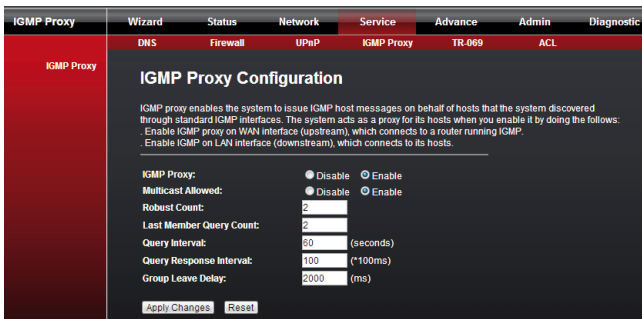 IGMP Proxy Wizard Status Network Service Advance Admin Diagnostic
DNS Firewall UPnP IGMP Proxy TR-069 ACL
IGMP Proxy
IGMP Proxy Configuration
IGMP proxy enables the system to issue IGMP host messages on behalf of hosts that the system discovered
through standard IGMP interfaces. The system acts as a proxy for its hosts when you enable it by doing the follows:
. Enable IGMP proxy on WAN interface (upstream), which connects to a router running IGMP.
. Enable IGMP on LAN interface (downstream), which connects to its hosts.
IGMP Proxy: Disable Enable
Multicast Allowed: Disable Enable
Robust Count: 2
Last Member Query Count: 2
Query Interval: 60 (seconds)
Query Response Interval: 100 (*100ms)
Group Leave Delay: 2000 (ms)
Apply Changes Reset